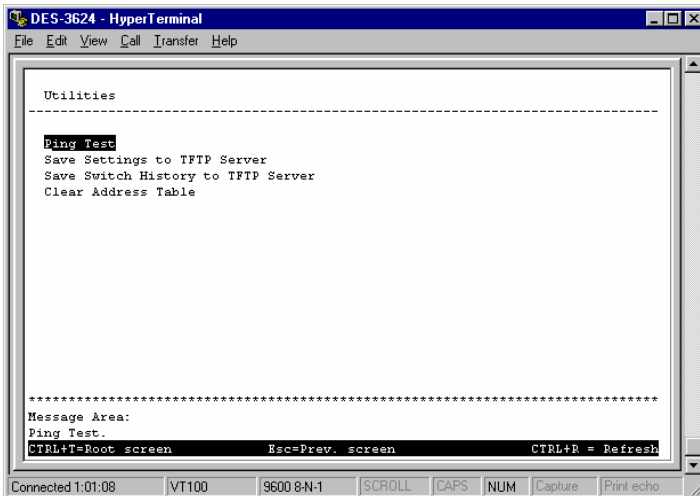 DES-3624 - HyperTerminal
File Edit View Call Transfer Help
Utilities
--------------------------------------------------------------------------------
Ping Test
Save Settings to TFTP Server
Save Switch History to TFTP Server
Clear Address Table
********************************************************************************
Message Area:
Ping Test.
CTRL+T=Root screen Esc=Prev. screen CTRL+R = Refresh
Connected 1:01:08 VT100 9600 8-N-1 SCROLL CAPS NUM Capture Print echo